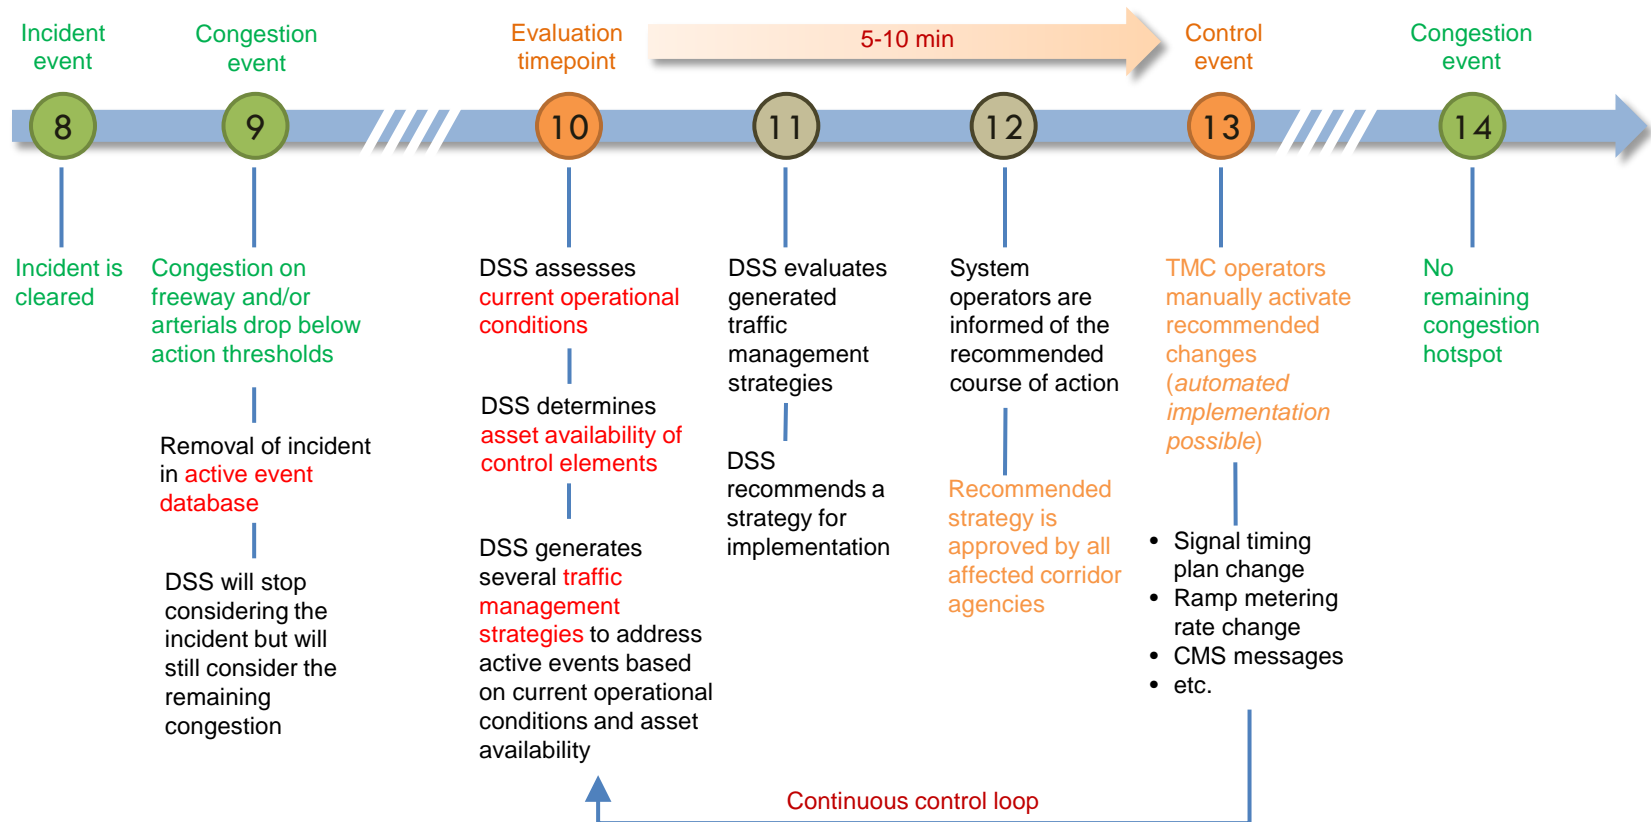 Incident
event
Congestion
event
Evaluation
timepoint
5-10 min
Control
event
Congestion
event
8
9
10
11
12
13
14
Incident is
cleared
Congestion on
freeway and/or
arterials drop below
action thresholds
Removal of incident
in active event
database
DSS will stop
considering the
incident but will
still consider the
remaining
congestion
DSS assesses
current operational
conditions
DSS determines
asset availability of
control elements
DSS generates
several traffic
management
strategies to address
active events based
on current operational
conditions and asset
availability
DSS evaluates
generated
traffic
management
strategies
DSS
recommends a
strategy for
implementation
System
operators are
informed of the
recommended
course of action
Recommended
strategy is
approved by all
affected corridor
agencies
TMC operators
manually activate
recommended
changes
(automated
implementation
possible)
• Signal timing
plan change
• Ramp metering
rate change
• CMS messages
• etc.
No
remaining
congestion
hotspot
Continuous control loop